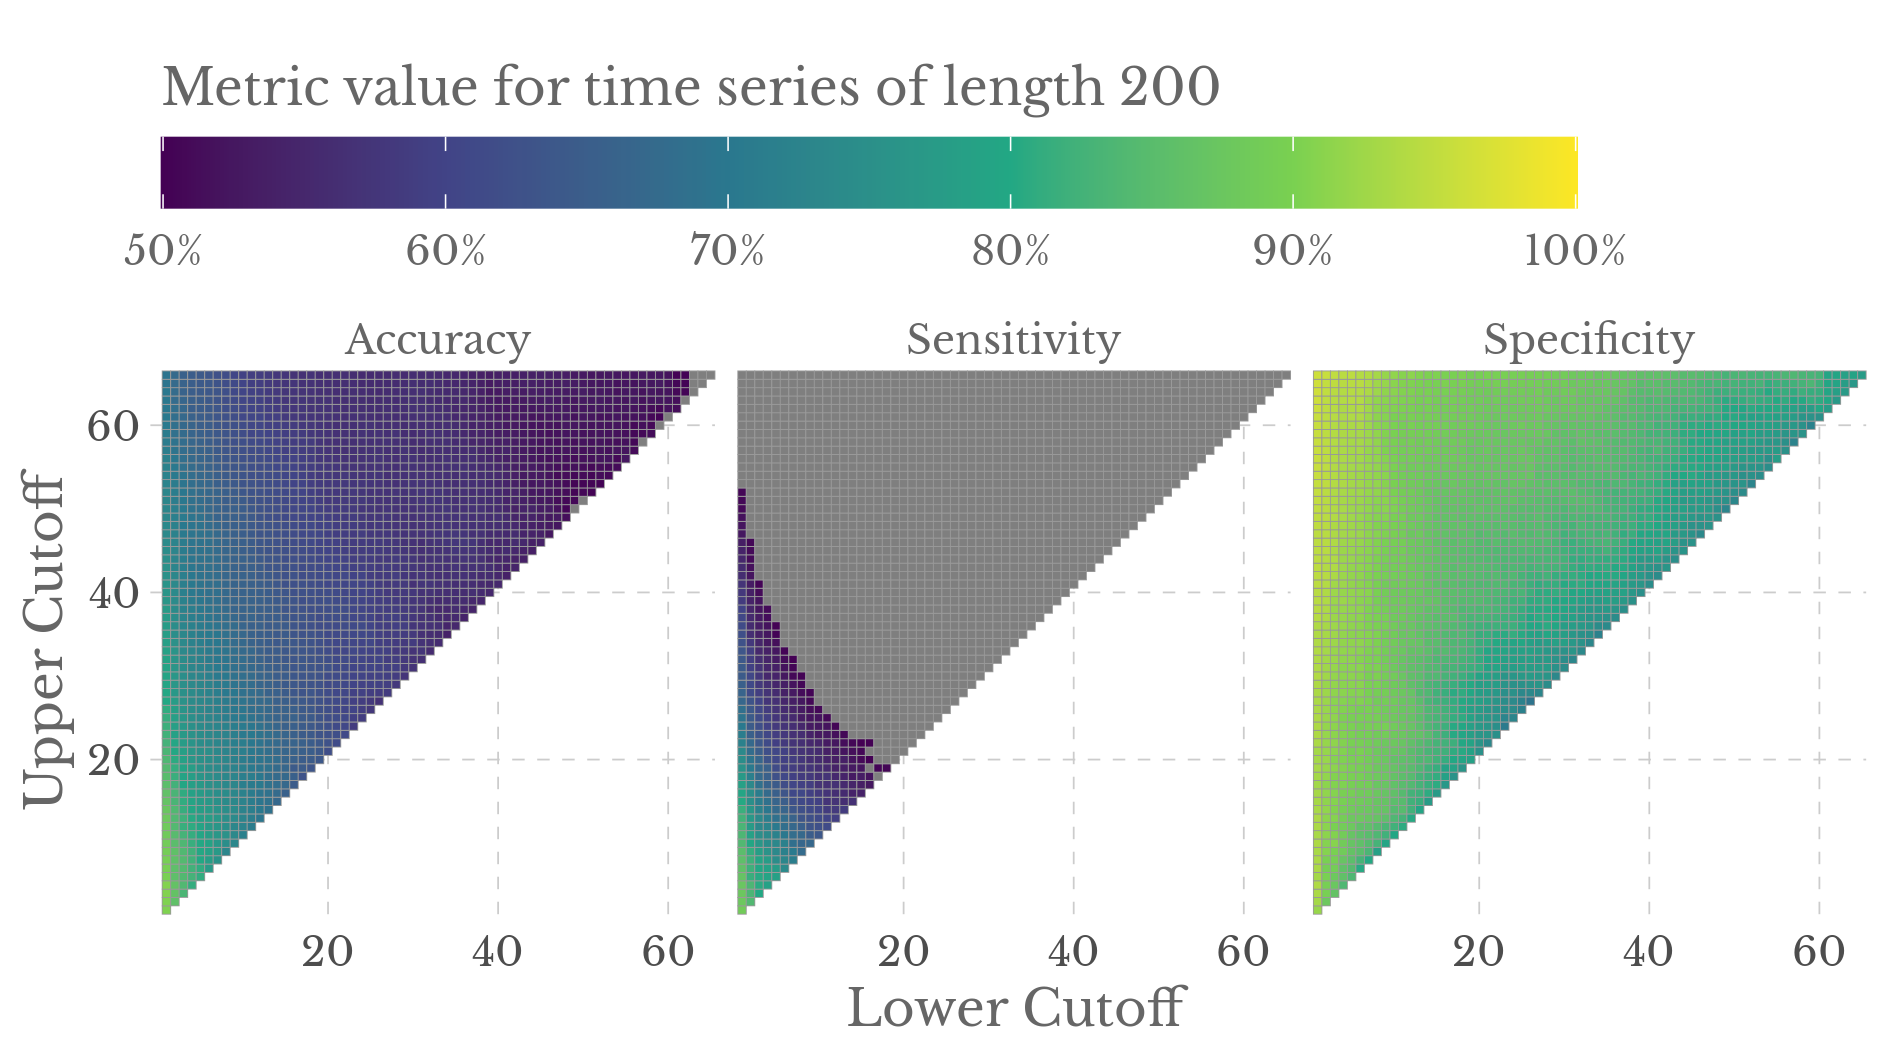 Metric value for time series of length 200
50% 60% 70% 80% 90% 100%
Accuracy Sensitivity Specificity
Upper Cutoff
60
40
20
20 40 60 20 40 60 20 40 60
Lower Cutoff